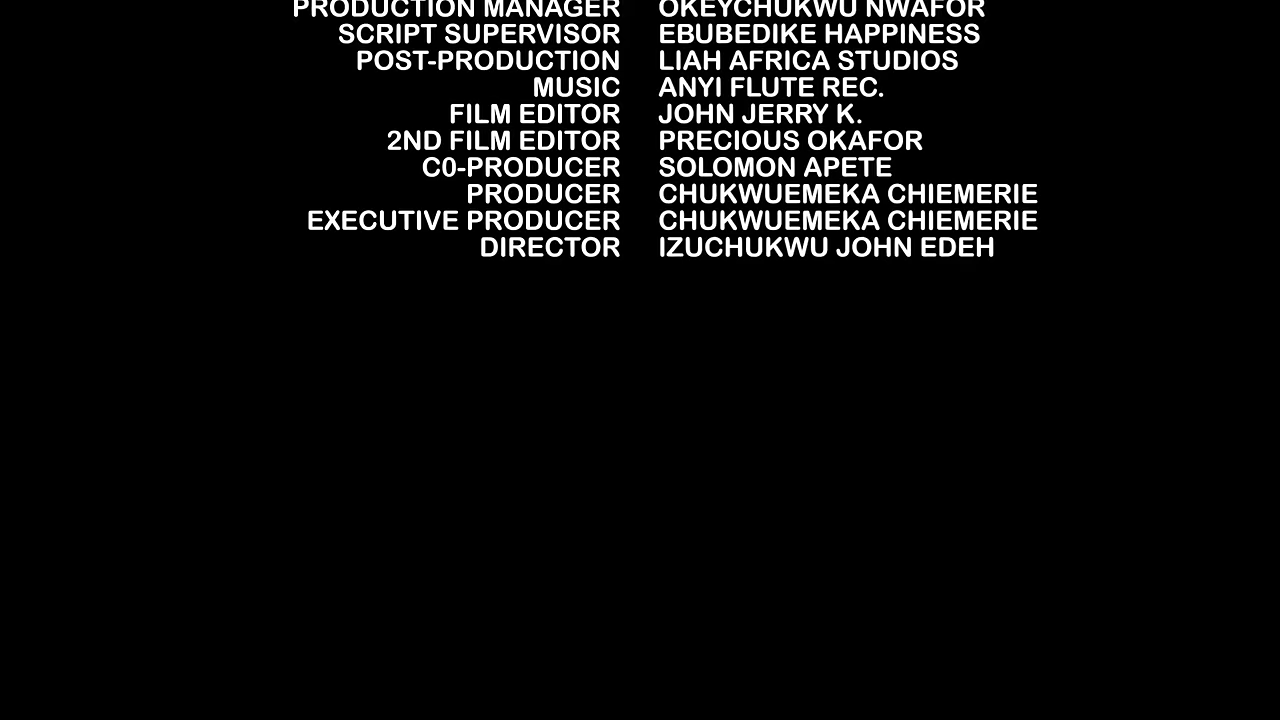 PRODUCTION MANAGER OKEYCHUKWU NWAFOR
SCRIPT SUPERVISOR EBUBEDIKE HAPPINESS
POST-PRODUCTION LIAH AFRICA STUDIOS
MUSIC ANYI FLUTE REC.
FILM EDITOR JOHN JERRY K.
2ND FILM EDITOR PRECIOUS OKAFOR
C0-PRODUCER SOLOMON APETE
PRODUCER CHUKWUEMEKA CHIEMERIE
EXECUTIVE PRODUCER CHUKWUEMEKA CHIEMERIE
DIRECTOR IZUCHUKWU JOHN EDEH